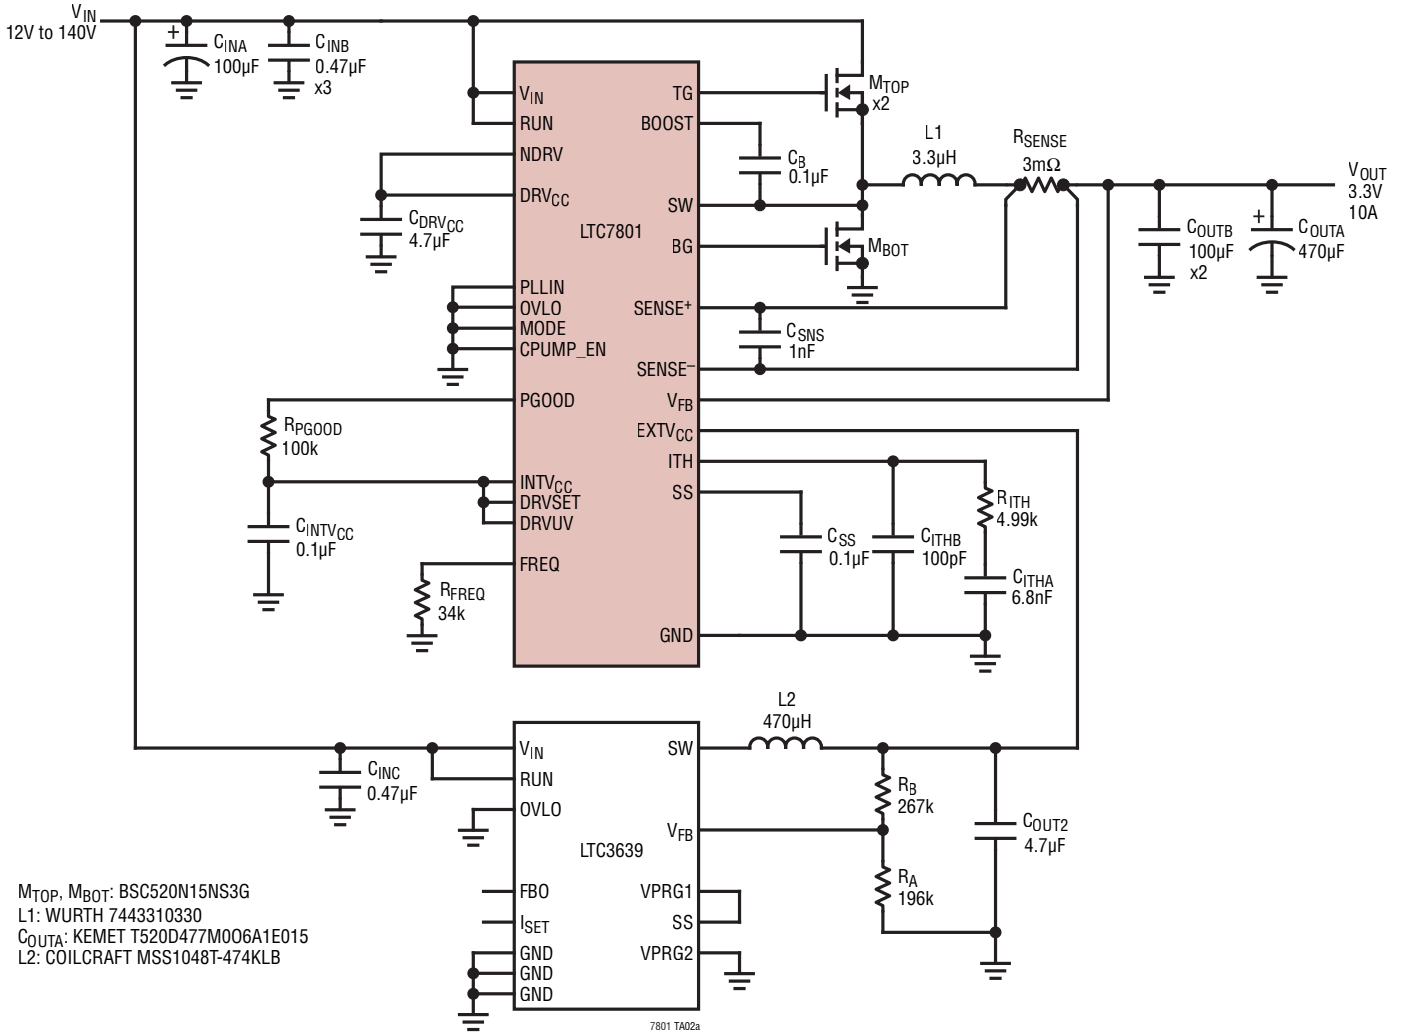 VIN
12V to 140V
CINA
100µF
+
CINB
0.47µF
x3
VIN
RUN
NDRV
DRVCC
CDRVCC
4.7µF
PLLIN
OVLO
MODE
CPUMP_EN
PGOOD
RPGOOD
100k
INTVCC
DRVSET
DRVUV
CINTVCC
0.1µF
FREQ
RFREQ
34k
LTC7801
TG
BOOST
SW
BG
SENSE+
SENSE–
VFB
EXTVCC
ITH
SS
GND
MTOP
x2
CB
0.1µF
MBOT
L1
3.3µH
RSENSE
3mΩ
VOUT
3.3V
10A
COUTB
100µF
x2
+
COUTA
470µF
CSNS
1nF
RITH
4.99k
CSS
0.1µF
CITHB
100pF
CITHA
6.8nF
CINC
0.47µF
VIN
RUN
OVLO
FBO
ISET
GND
GND
GND
LTC3639
SW
VFB
VPRG1
SS
VPRG2
L2
470µH
RB
267k
RA
196k
COUT2
4.7µF
MTOP, MBOT: BSC520N15NS3G
L1: WURTH 7443310330
COUTA: KEMET T520D477M006A1E015
L2: COILCRAFT MSS1048T-474KLB
7801 TA02a